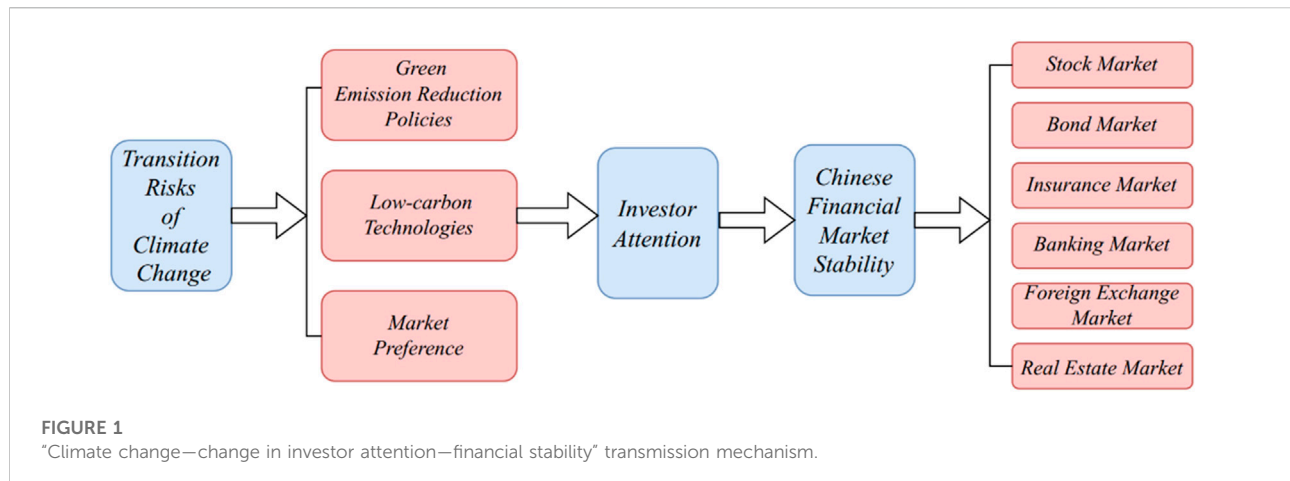 Transition
Risks
of
Climate
Change
Green
Emission Reduction
Policies
Low-carbon
Technologies
Market
Preference
Investor
Attention
Chinese
Financial
Market
Stability
Stock Market
Bond Market
Insurance Market
Banking Market
Foreign Exchange
Market
Real Estate Market
FIGURE 1
“Climate change—change in investor attention—financial stability” transmission mechanism.